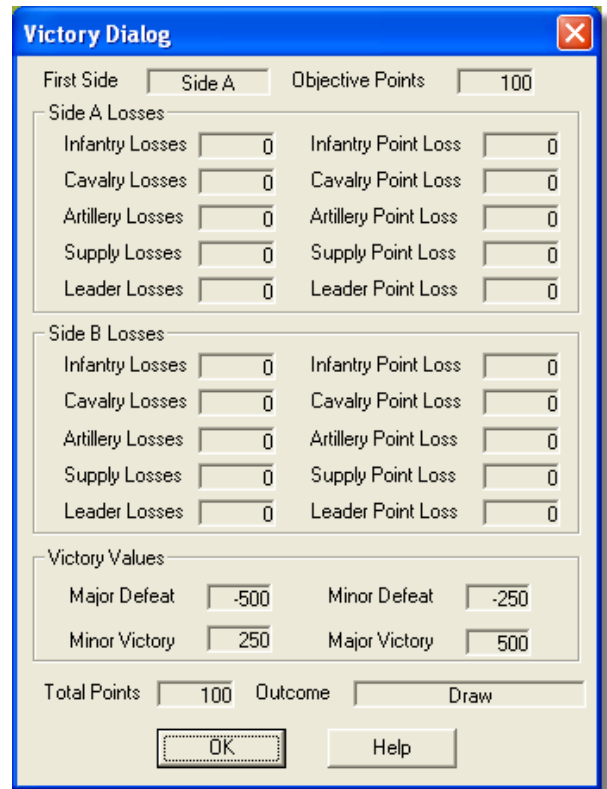 Victory Dialog
First Side Side A Objective Points 100
Side A Losses
Infantry Losses 0 Infantry Point Loss 0
Cavalry Losses 0 Cavalry Point Loss 0
Artillery Losses 0 Artillery Point Loss 0
Supply Losses 0 Supply Point Loss 0
Leader Losses 0 Leader Point Loss 0
Side B Losses
Infantry Losses 0 Infantry Point Loss 0
Cavalry Losses 0 Cavalry Point Loss 0
Artillery Losses 0 Artillery Point Loss 0
Supply Losses 0 Supply Point Loss 0
Leader Losses 0 Leader Point Loss 0
Victory Values
Major Defeat -500 Minor Defeat -250
Minor Victory 250 Major Victory 500
Total Points 100 Outcome Draw
OK Help